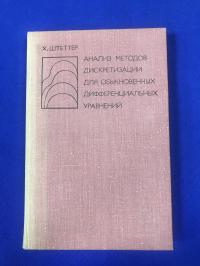 Х. ШТЕТТЕР
АНАЛИЗ МЕТОДОВ
ДИСКРЕТИЗАЦИИ
ДЛЯ ОБЫКНОВЕННЫХ
ДИФФЕРЕНЦИАЛЬНЫХ
УРАВНЕНИЙ